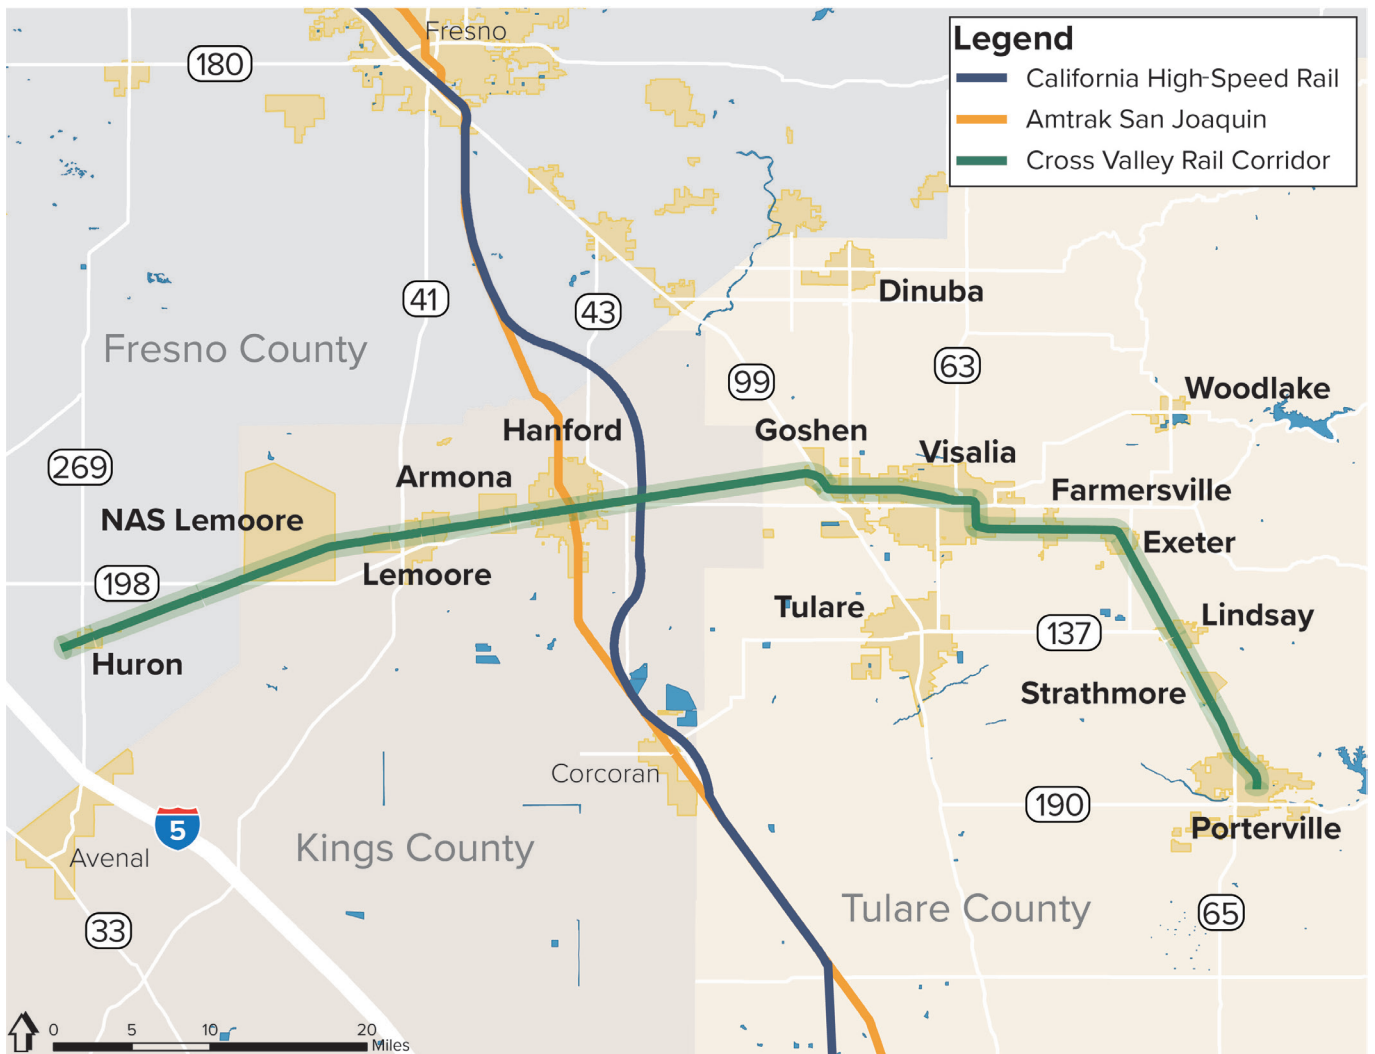 Fresno
Legend
California High-Speed Rail
Amtrak San Joaquin
Cross Valley Rail Corridor
180
41
43
Dinuba
Fresno County
99
63
Woodlake
Hanford
Goshen
Visalia
269
Armona
Farmersville
NAS Lemoore
Exeter
198
Lemoore
Tulare
137
Lindsay
Huron
Strathmore
Corcoran
190
5
Porterville
Avenal
Kings County
Tulare County
65
33
0 5 10 20
Miles